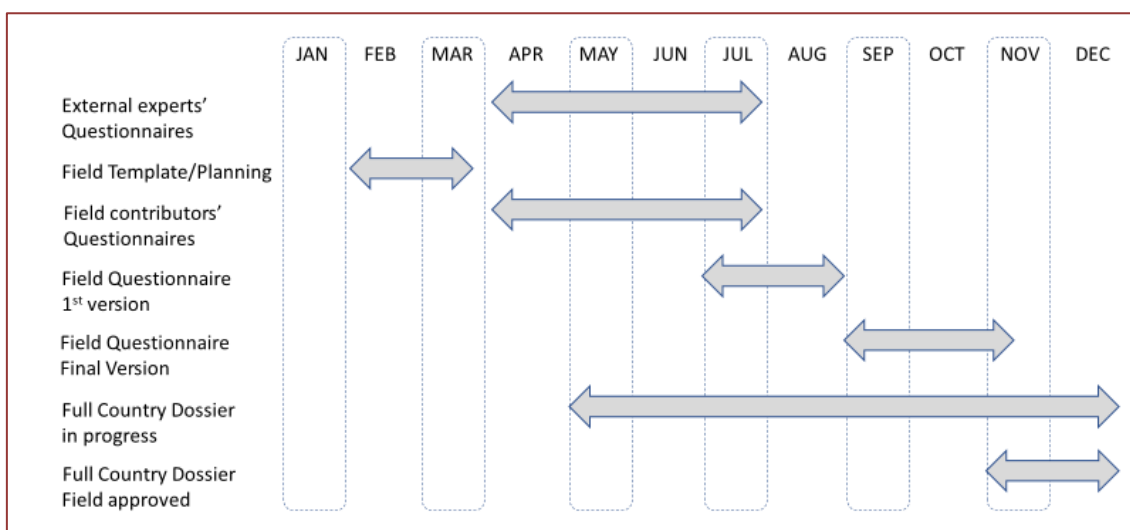 JAN FEB MAR APR MAY JUN JUL AUG SEP OCT NOV DEC
External experts’
Questionnaires
Field Template/Planning
Field contributors’
Questionnaires
Field Questionnaire
1st version
Field Questionnaire
Final Version
Full Country Dossier
in progress
Full Country Dossier
Field approved